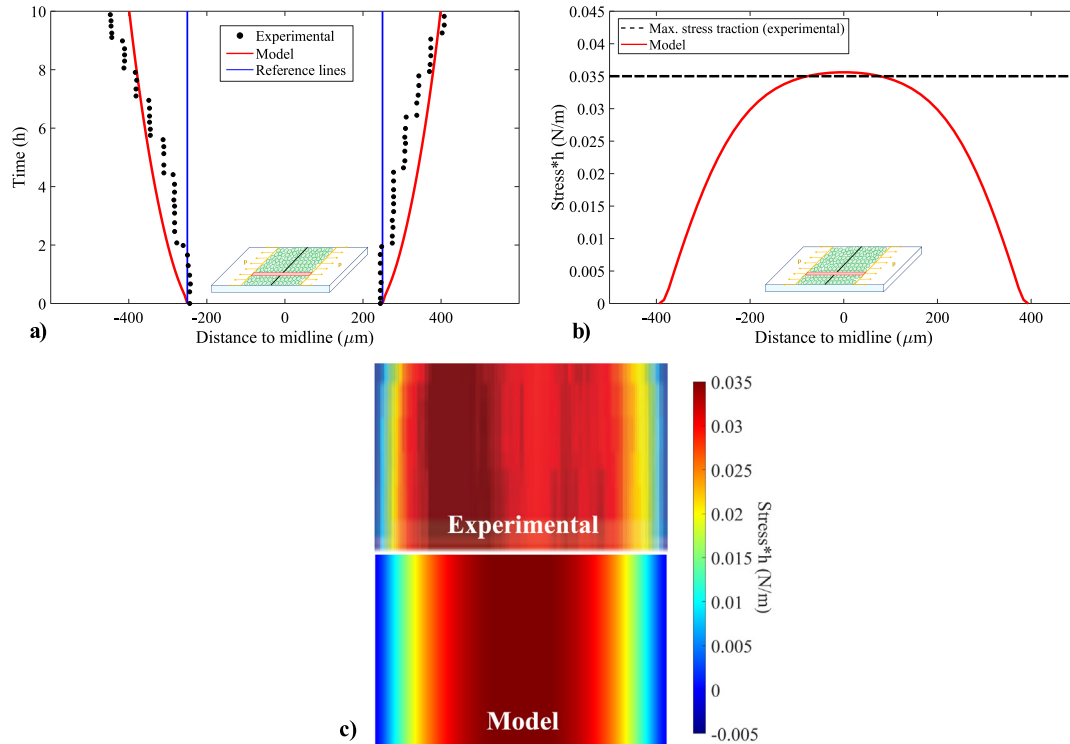 10
8
6
4
2
0
Time (h)
-400
-200
0
200
400
Distance to midline (μm)
Experimental
Model
Reference lines
P
P
a)
0.045
0.04
0.035
0.03
0.025
0.02
0.015
0.01
0.005
0
Stress*h (N/m)
-400
-200
0
200
400
Distance to midline (μm)
Max. stress traction (experimental)
Model
P
P
b)
Experimental
Model
c)
0.035
0.03
0.025
0.02
0.015
0.01
0.005
0
-0.005
Stress*h (N/m)